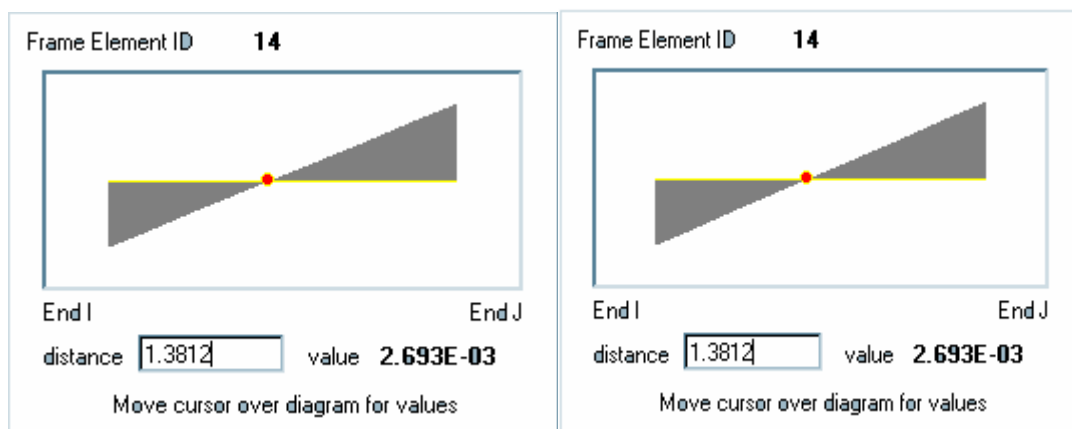 Frame Element ID 14
End I End J
distance 1.3812 value 2.693E-03
Move cursor over diagram for values
Frame Element ID 14
End I End J
distance 1.3812 value 2.693E-03
Move cursor over diagram for values